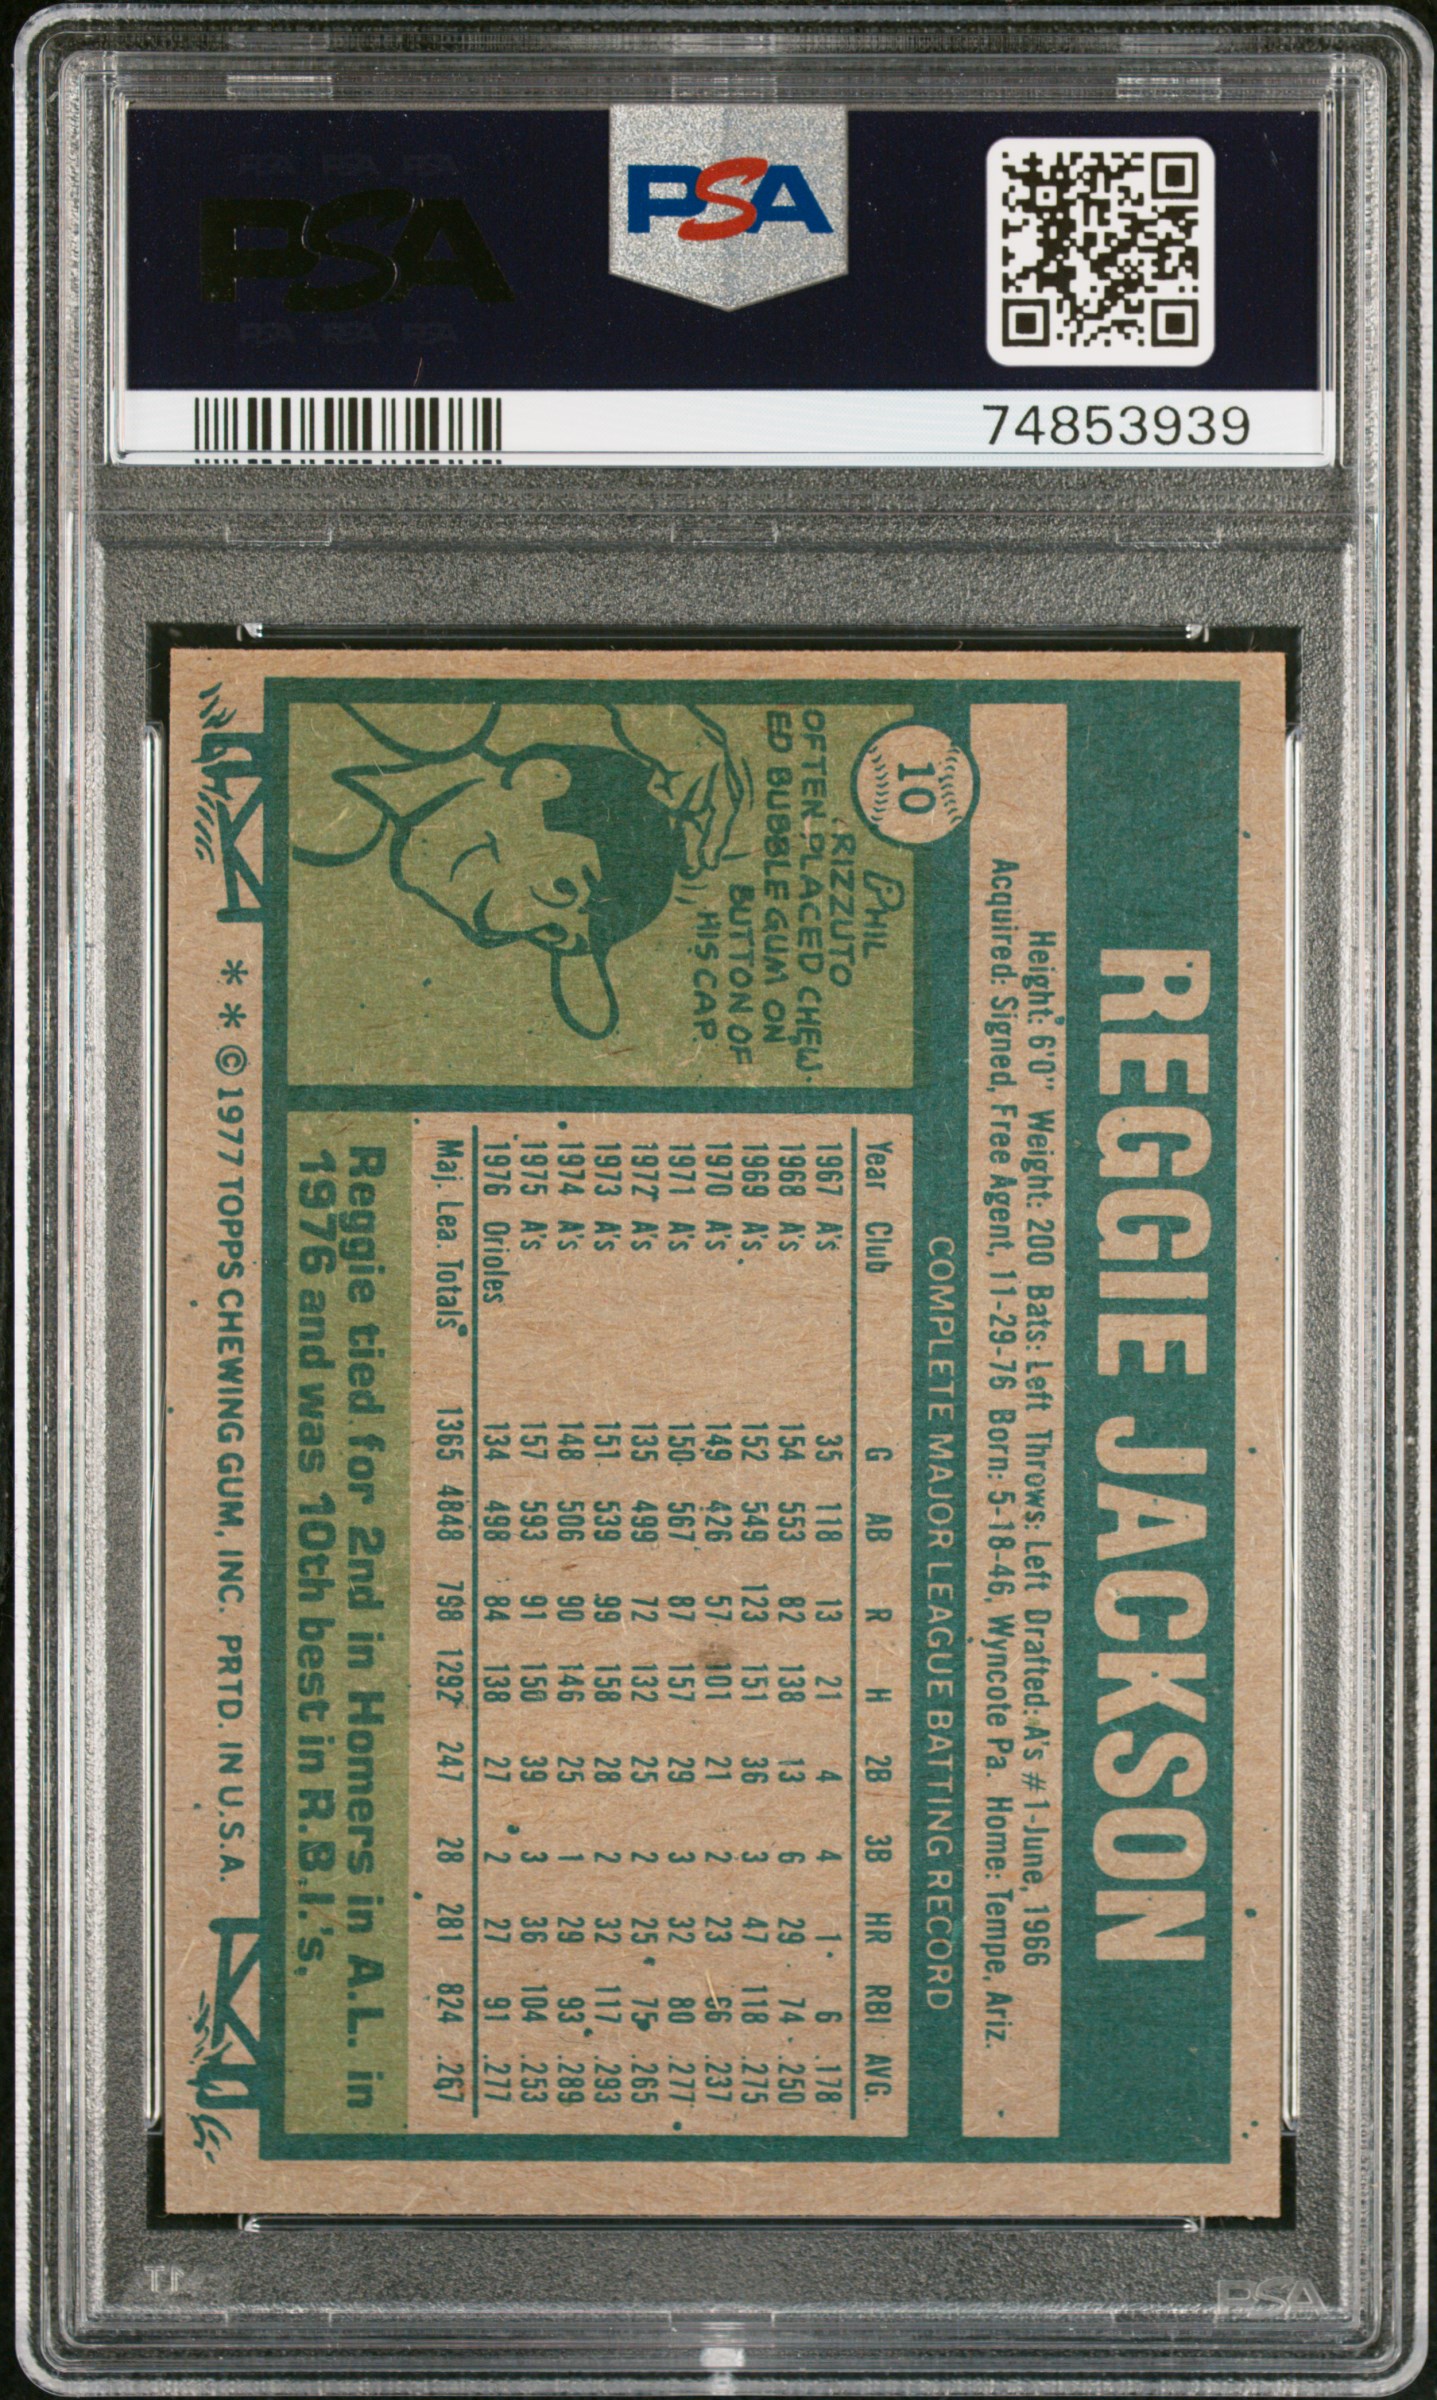 PSA
PSA
74853939
REGGIE JACKSON
Height: 6'0" Weight: 200 Bats: Left Throws: Left Drafted: A's #1-June, 1966
Acquired: Signed, Free Agent, 11-29-76 Born: 5-18-46, Wyncote Pa. Home: Tempe, Ariz.
10
COMPLETE MAJOR LEAGUE BATTING RECORD
PHIL
RIZZUTO
OFTEN PLACED CHEW-
ED BUBBLE GUM ON
BUTTON OF
HIS CAP.
Year Club G AB R H 2B 3B HR RBI AVG.
1967 A's 35 118 13 21 4 4 1 6 .178
1968 A's 154 553 82 138 13 6 29 74 .250
1969 A's 152 549 123 151 36 3 47 118 .275
1970 A's 149 426 57 101 21 2 23 66 .237
1971 A's 150 567 87 157 29 3 32 80 .277
1972 A's 135 499 72 132 25 2 25 75 .265
1973 A's 151 539 99 158 28 2 32 117 .293
1974 A's 148 506 90 146 25 1 29 93 .289
1975 A's 157 593 91 150 39 3 36 104 .253
1976 Orioles 134 498 84 138 27 2 27 91 .277
Maj. Lea. Totals 1365 4848 798 1292 247 28 281 824 .267
Reggie tied for 2nd in Homers in A.L. in
1976 and was 10th best in R.B.I.'s.
** © 1977 TOPPS CHEWING GUM, INC. PRTD. IN U.S.A.
PSA